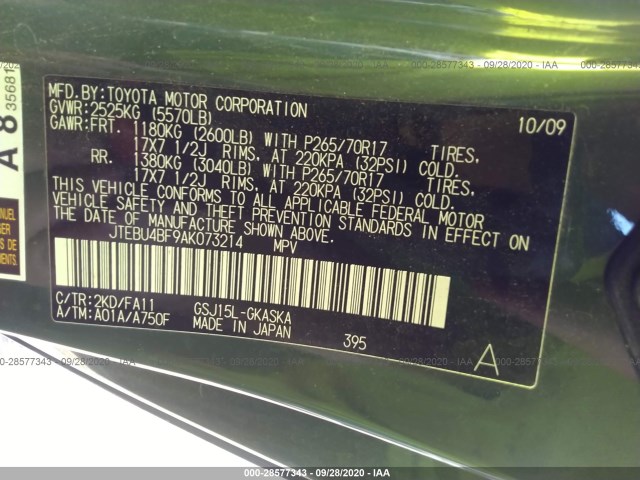 MFD. BY: TOYOTA MOTOR CORPORATION 10/09
GVWR: 2525KG (5570LB)
GAWR: FRT. 1180KG (2600LB) WITH P265/70R17 TIRES,
17X7 1/2J RIMS, AT 220KPA (32PSI) COLD.
RR. 1380KG (3040LB) WITH P265/70R17 TIRES,
17X7 1/2J RIMS, AT 220KPA (32PSI) COLD.
THIS VEHICLE CONFORMS TO ALL APPLICABLE FEDERAL MOTOR
VEHICLE SAFETY AND THEFT PREVENTION STANDARDS IN EFFECT ON
THE DATE OF MANUFACTURE SHOWN ABOVE.
JTEBU4BF9AK073214 MPV
C/TR: 2KD/FA11 GSJ15L-GKASKA
A/TM: A01A/A750F MADE IN JAPAN 395
A
A 8
35681
MANUEL
000-28577343 - 09/28/2020 - IAA